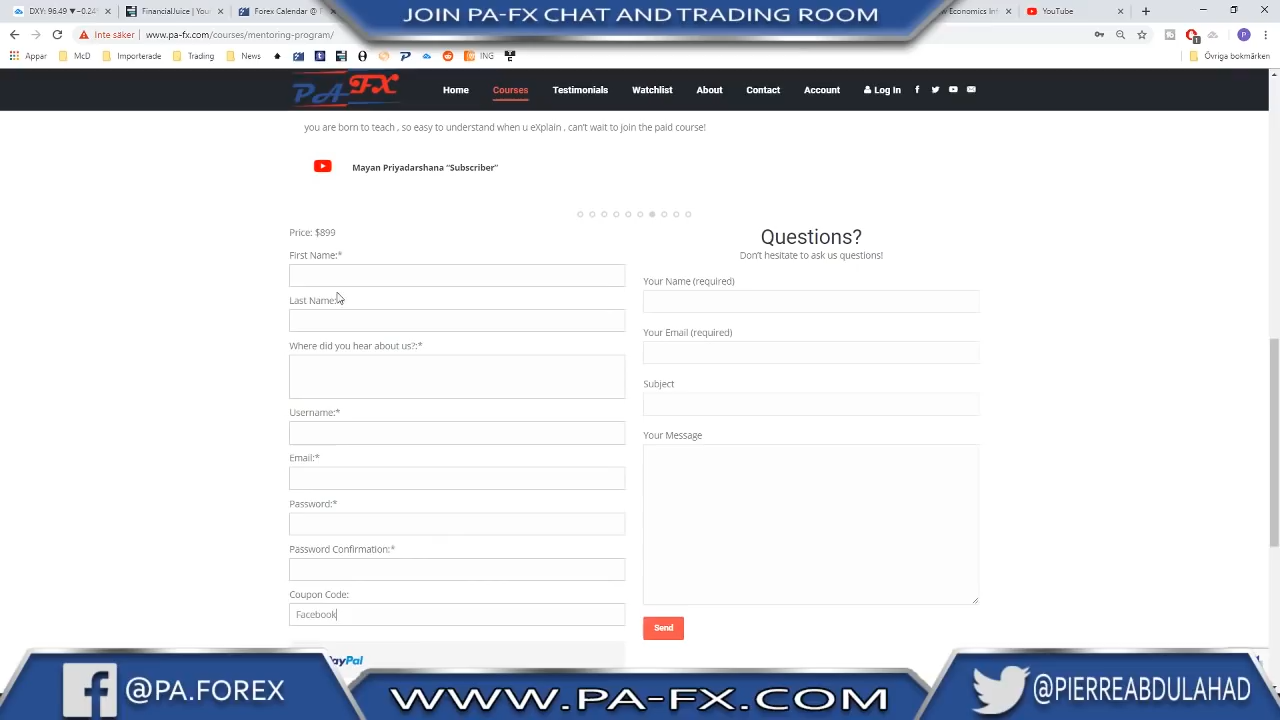 JOIN PA-FX CHAT AND TRADING ROOM
DXY: 96.49 ▼ -0.24
FinancialJuice | You
Forex Calendar @
Economics In
YouTube
Inte säker
www.pa-fx.com/courses/mentoring-program/
Appar
McD
Importerade
Trading
News
ING
Övriga bokmärken
PAFX
Home
Courses
Testimonials
Watchlist
About
Contact
Account
Log In
you are born to teach , so easy to understand when u eXplain , can't wait to join the paid course!
Mayan Priyadarshana “Subscriber”
Price: $899
First Name:*
Last Name:
Where did you hear about us?:*
Username:*
Email:*
Password:*
Password Confirmation:*
Coupon Code:
Facebook
Questions?
Don't hesitate to ask us questions!
Your Name (required)
Your Email (required)
Subject
Your Message
Send
PayPal
@PA.FOREX
WWW.PA-FX.COM
@PIERREABDULAHAD